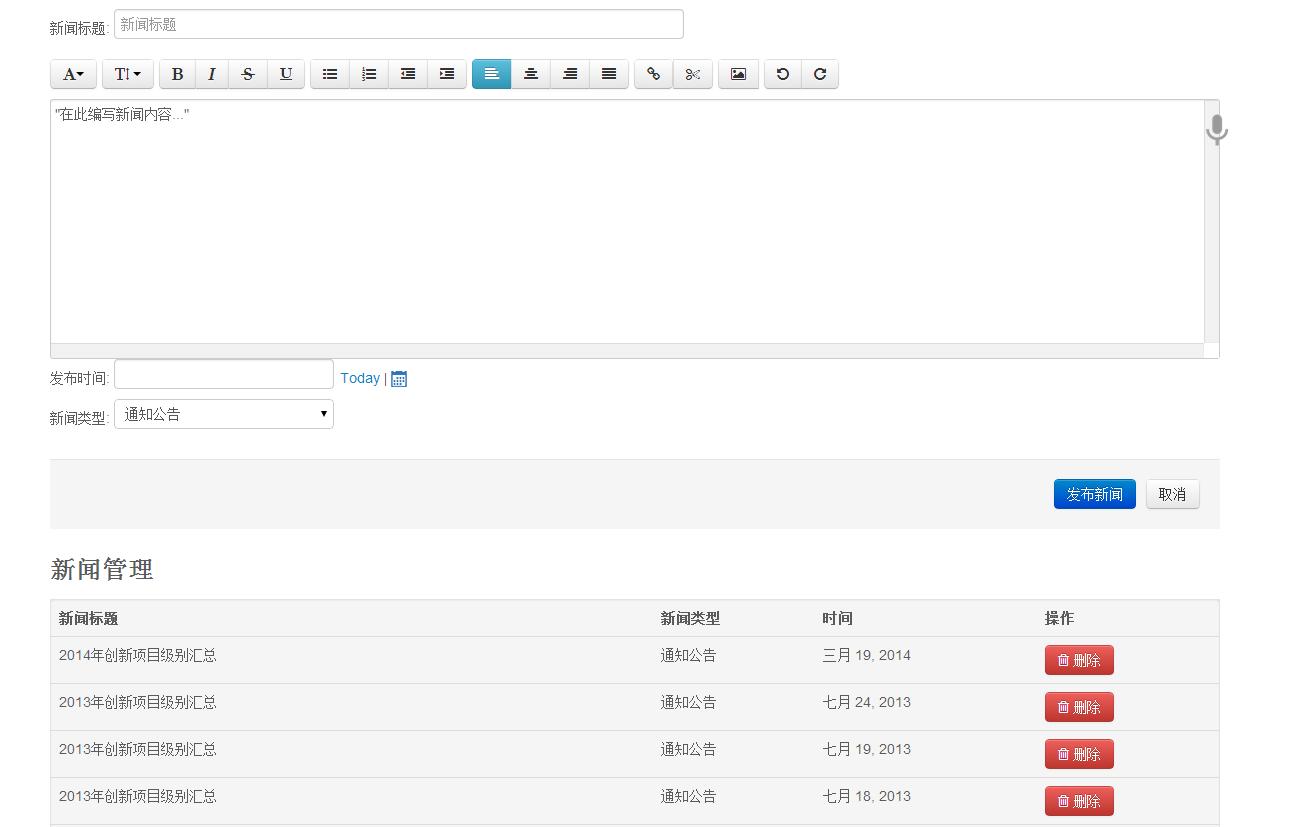 新闻标题: 新闻标题
A T B I S U
"在此编写新闻内容..."
发布时间: Today |
新闻类型: 通知公告
发布新闻 取消
新闻管理
新闻标题 新闻类型 时间 操作
2014年创新项目级别汇总 通知公告 三月 19, 2014 删除
2013年创新项目级别汇总 通知公告 七月 24, 2013 删除
2013年创新项目级别汇总 通知公告 七月 19, 2013 删除
2013年创新项目级别汇总 通知公告 七月 18, 2013 删除